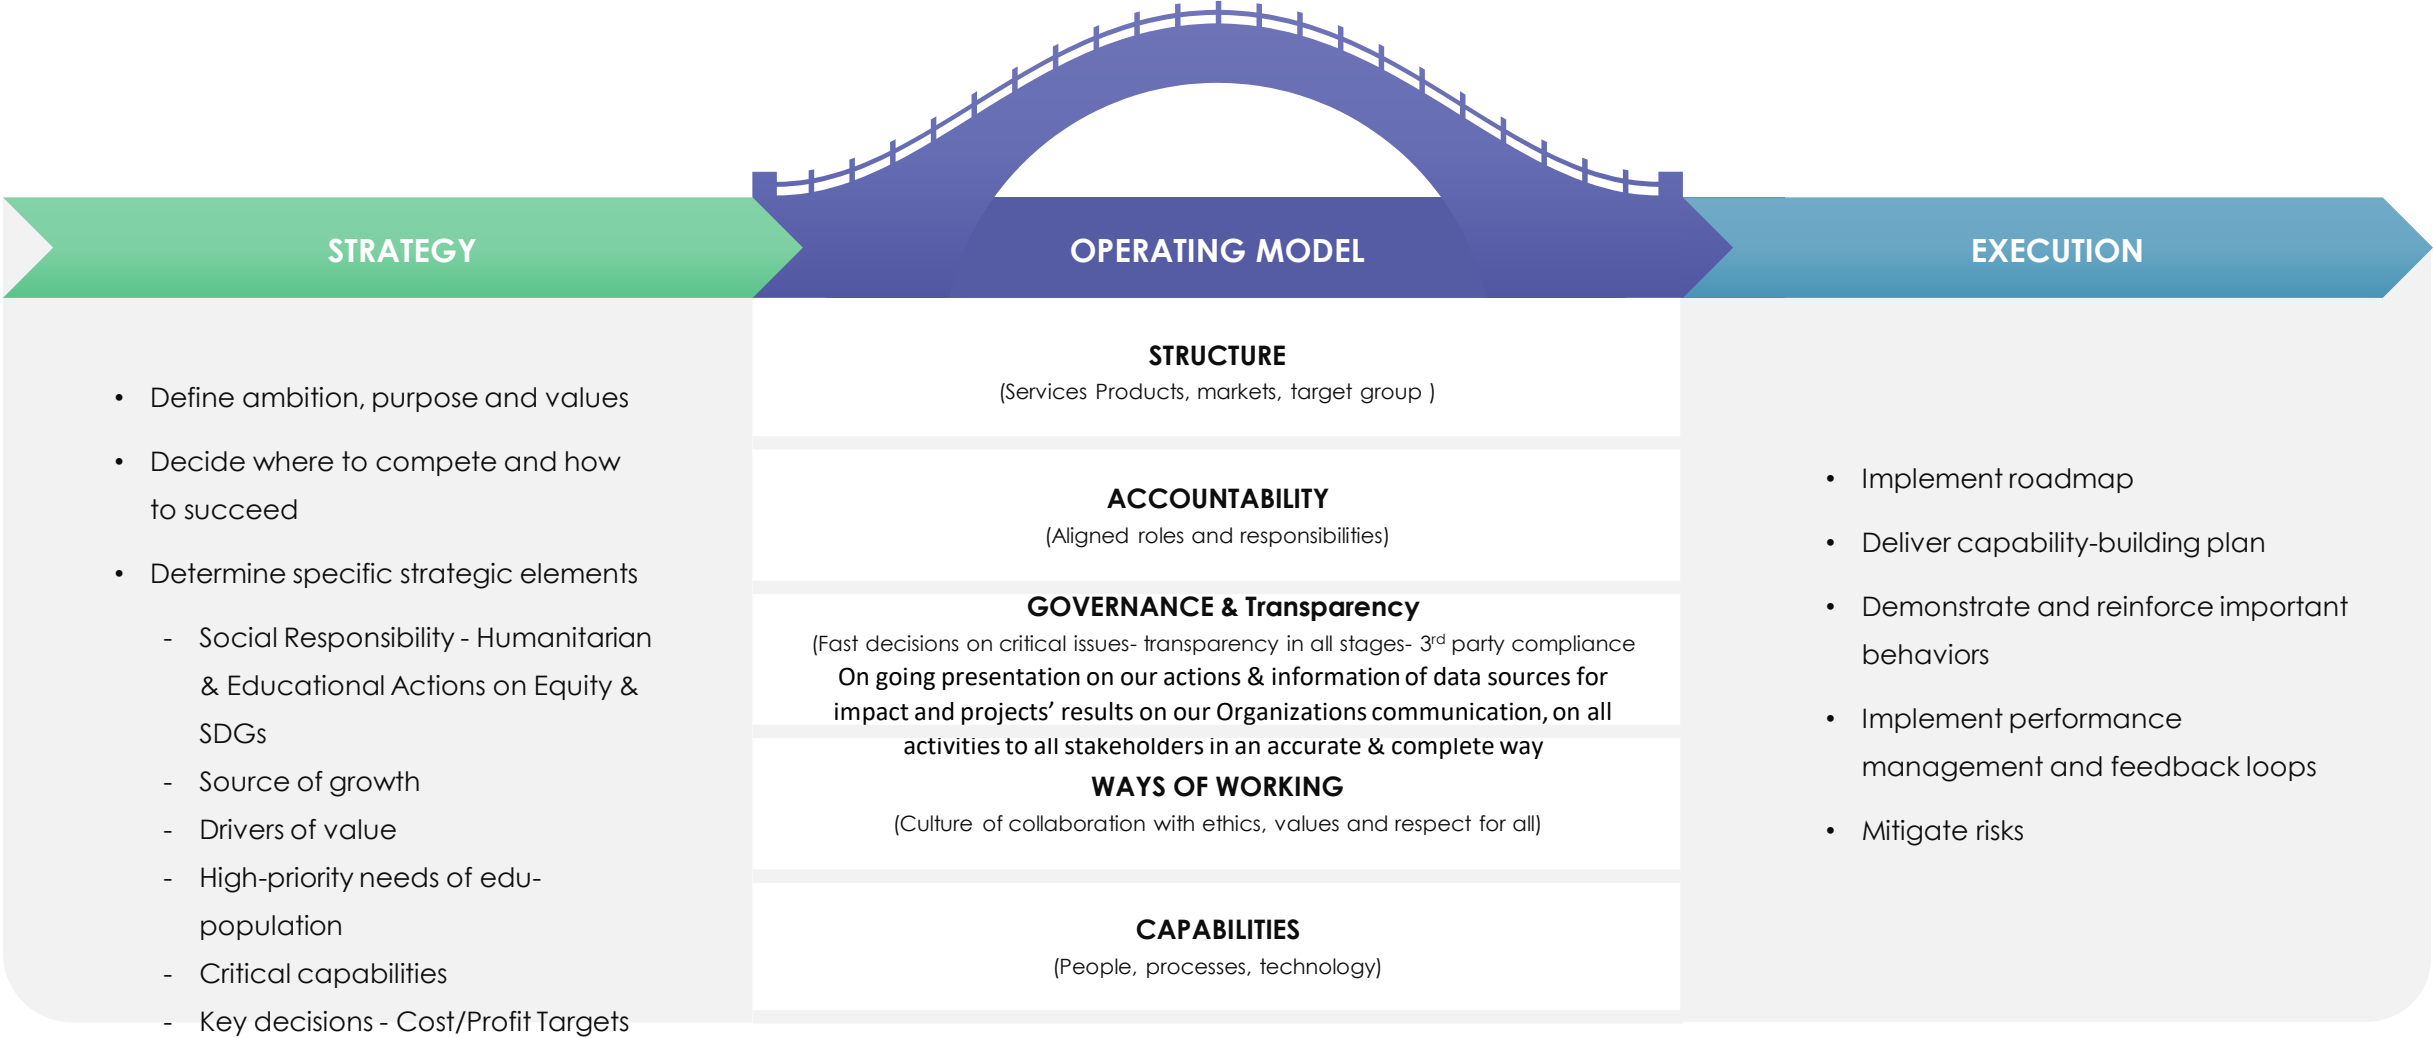 STRATEGY
OPERATING MODEL
EXECUTION
• Define ambition, purpose and values
• Decide where to compete and how
to succeed
• Determine specific strategic elements
- Social Responsibility - Humanitarian
& Educational Actions on Equity &
SDGs
- Source of growth
- Drivers of value
- High-priority needs of edu-
population
- Critical capabilities
- Key decisions - Cost/Profit Targets
STRUCTURE
(Services Products, markets, target group )
ACCOUNTABILITY
(Aligned roles and responsibilities)
GOVERNANCE & Transparency
(Fast decisions on critical issues- transparency in all stages- 3rd party compliance
On going presentation on our actions & information of data sources for
impact and projects’ results on our Organizations communication, on all
activities to all stakeholders in an accurate & complete way
WAYS OF WORKING
(Culture of collaboration with ethics, values and respect for all)
CAPABILITIES
(People, processes, technology)
• Implement roadmap
• Deliver capability-building plan
• Demonstrate and reinforce important
behaviors
• Implement performance
management and feedback loops
• Mitigate risks